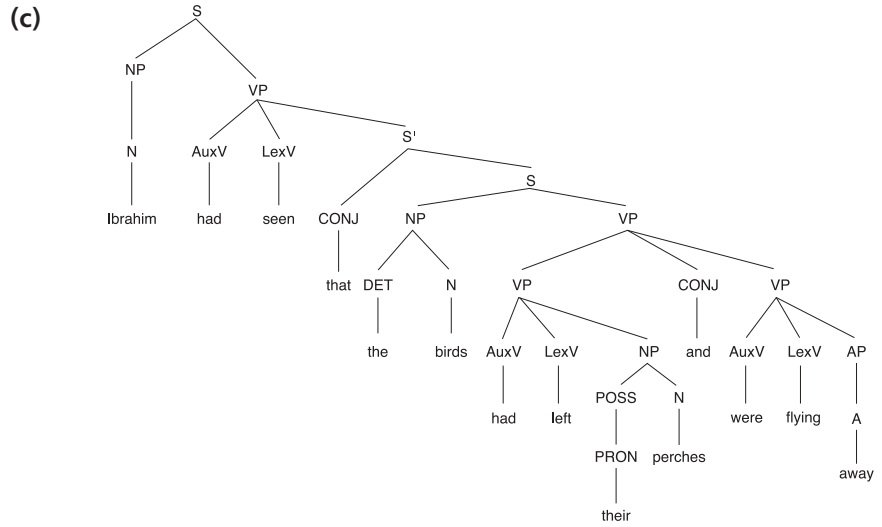 (c)
S
NP
VP
N AuxV LexV S'
S
Ibrahim had seen CONJ NP VP
that DET N VP CONJ VP
the birds AuxV LexV NP and AuxV LexV AP
had left POSS N were flying A
PRON perches
away
their